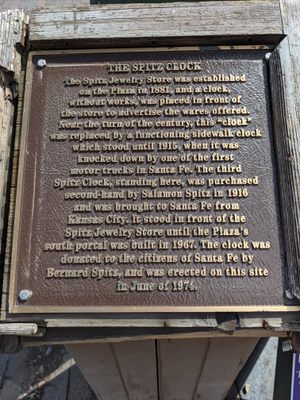 THE SPITZ CLOCK
The Spitz Jewelry Store was established
on the Plaza in 1881, and a clock,
without works, was placed in front of
the store to advertise the wares offered.
Near the turn of the century, this "clock"
was replaced by a functioning sidewalk clock
which stood until 1915, when it was
knocked down by one of the first
motor trucks in Santa Fe. The third
Spitz Clock, standing here, was purchased
second-hand by Salamon Spitz in 1916
and was brought to Santa Fe from
Kansas City. It stood in front of the
Spitz Jewelry Store until the Plaza's
south portal was built in 1967. The clock was
donated to the citizens of Santa Fe by
Bernard Spitz, and was erected on this site
in June of 1974.